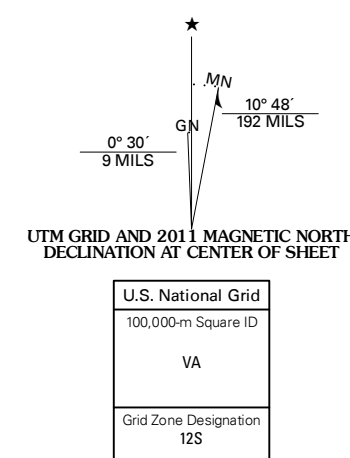 ★
MN
GN
10° 48´
192 MILS
0° 30´
9 MILS
UTM GRID AND 2011 MAGNETIC NORTH
DECLINATION AT CENTER OF SHEET
U.S. National Grid
100,000-m Square ID
VA
Grid Zone Designation
12S